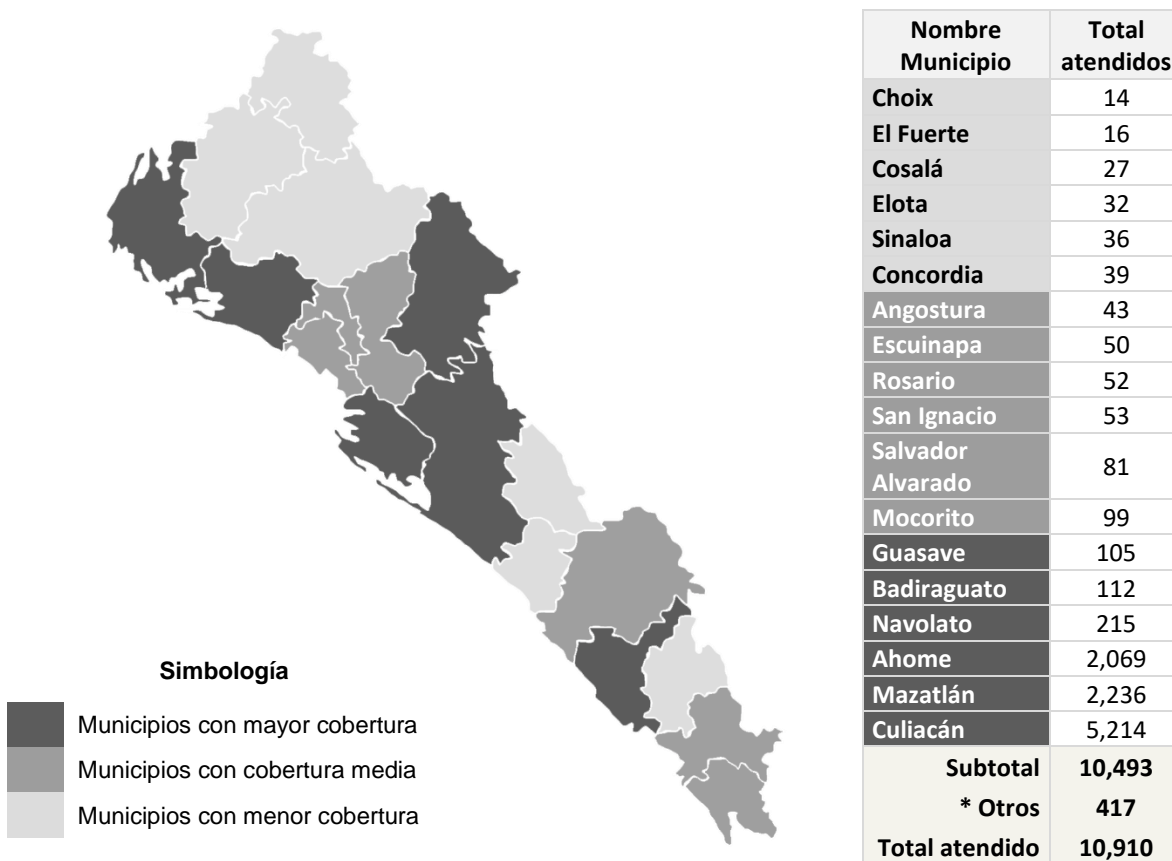 Nombre Municipio Total atendidos
Choix 14
El Fuerte 16
Cosalá 27
Elota 32
Sinaloa 36
Concordia 39
Angostura 43
Escuinapa 50
Rosario 52
San Ignacio 53
Salvador Alvarado 81
Mocorito 99
Guasave 105
Badiraguato 112
Navolato 215
Ahome 2,069
Mazatlán 2,236
Culiacán 5,214
Subtotal 10,493
* Otros 417
Total atendido 10,910
Simbología
Municipios con mayor cobertura
Municipios con cobertura media
Municipios con menor cobertura